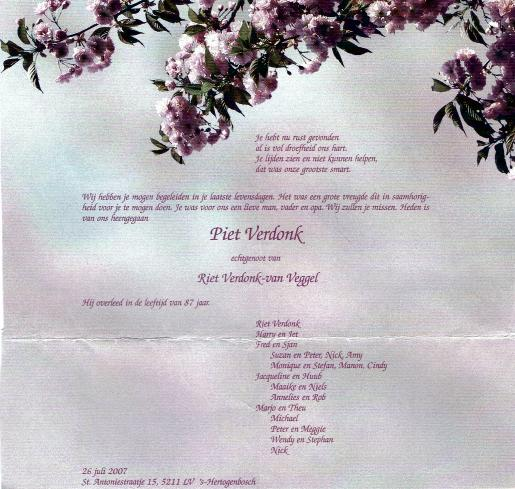 Je hebt nu rust gevonden
al is vol droefheid ons hart.
Je lijden zien en niet kunnen helpen,
dat was onze grootste smart.
Wij hebben je mogen begeleiden in je laatste levensdagen. Het was een grote vreugde dit in saamhorig-
heid voor je te mogen doen. Je was voor ons een lieve man, vader en opa. Wij zullen je missen. Heden is
van ons heengegaan
Piet Verdonk
echtgenoot van
Riet Verdonk-van Veggel
Hij overleed in de leeftijd van 87 jaar.
Riet Verdonk
Harry en Jet
Fred en Sjan
Suzan en Peter, Nick, Amy
Monique en Stefan, Manon, Cindy
Jacqueline en Huub
Maaike en Niels
Annelies en Rob
Marjo en Theu
Michael
Peter en Meggie
Wendy en Stephan
Nick
26 juli 2007
St. Antoniestraatje 15, 5211 LV 's-Hertogenbosch